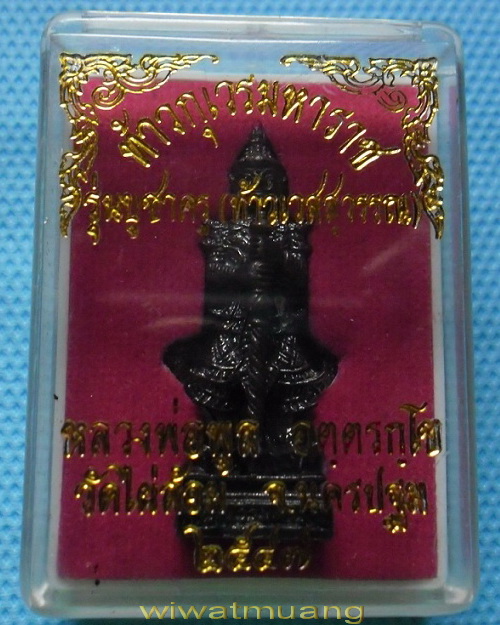 ท้าวกุเวรมหาราช
รุ่นบูชาครู (ท้าวเวสสุวรรณ)
หลวงพ่อพูล อตฺตรกฺโข
วัดไผ่ล้อม จ.นครปฐม
๒๕๔๗
wiwatmuang